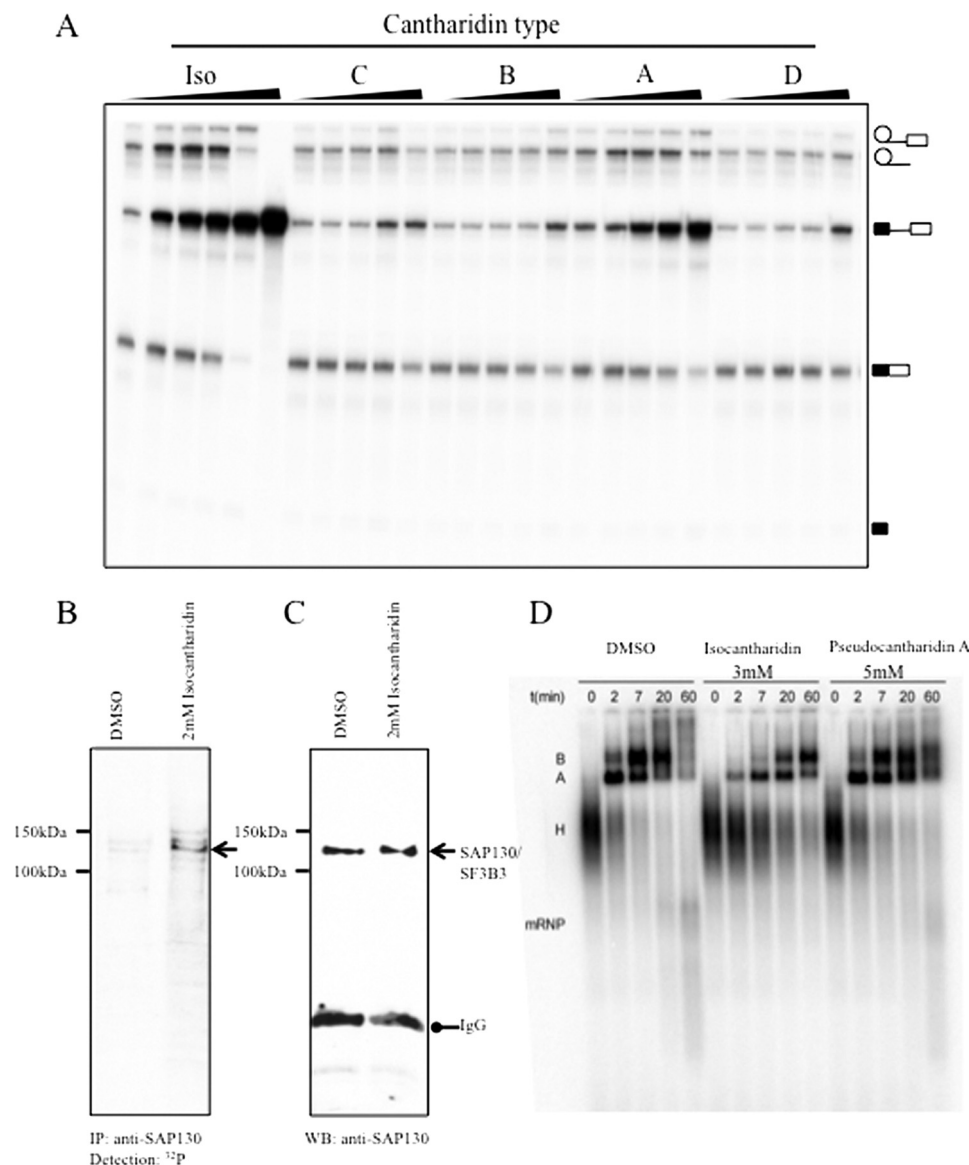 A
Cantharidin type
Iso C B A D
B
DMSO
2mM Isocantharidin
150kDa
100kDa
IP: anti-SAP130
Detection: ³²P
C
DMSO
2mM Isocantharidin
150kDa
100kDa
SAP130/
SF3B3
IgG
WB: anti-SAP130
D
DMSO Isocantharidin Pseudocantharidin A
3mM 5mM
t(min) 0 2 7 20 60 0 2 7 20 60 0 2 7 20 60
B
A
H
mRNP